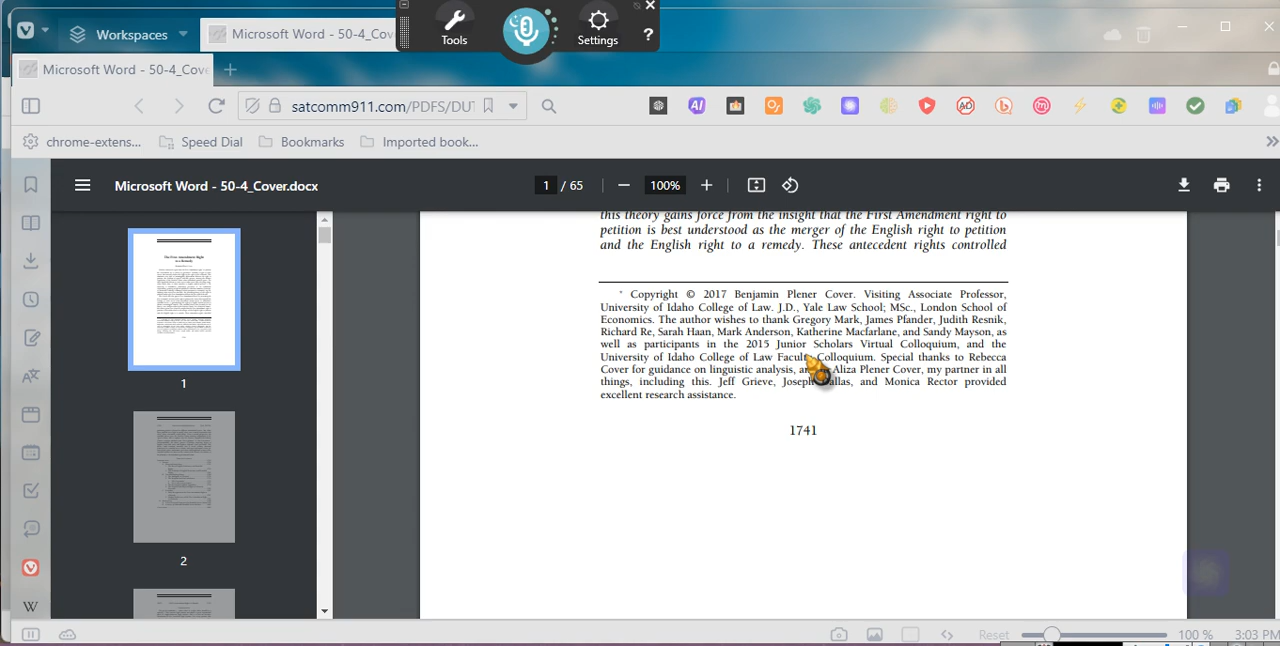 Workspaces
Microsoft Word - 50-4_Cov
Tools
Settings
?
Microsoft Word - 50-4_Cove
satcomm911.com/PDFS/DU
chrome-extens...
Speed Dial
Bookmarks
Imported book...
Microsoft Word - 50-4_Cover.docx
1 / 65
100%
this theory gains force from the insight that the First Amendment right to
petition is best understood as the merger of the English right to petition
and the English right to a remedy. These antecedent rights controlled
* Copyright © 2017 Benjamin Plener Cover. Visiting Associate Professor,
University of Idaho College of Law. J.D., Yale Law School; MSc., London School of
Economics. The author wishes to thank Gregory Mark, James Pfander, Judith Resnik,
Richard Re, Sarah Haan, Mark Anderson, Katherine Macfarlane, and Sandy Mayson, as
well as participants in the 2015 Junior Scholars Virtual Colloquium, and the
University of Idaho College of Law Faculty Colloquium. Special thanks to Rebecca
Cover for guidance on linguistic analysis, Aliza Plener Cover, my partner in all
things, including this. Jeff Grieve, Joseph Dallas, and Monica Rector provided
excellent research assistance.
1741
1
2
Reset
100 %
3:03 PM